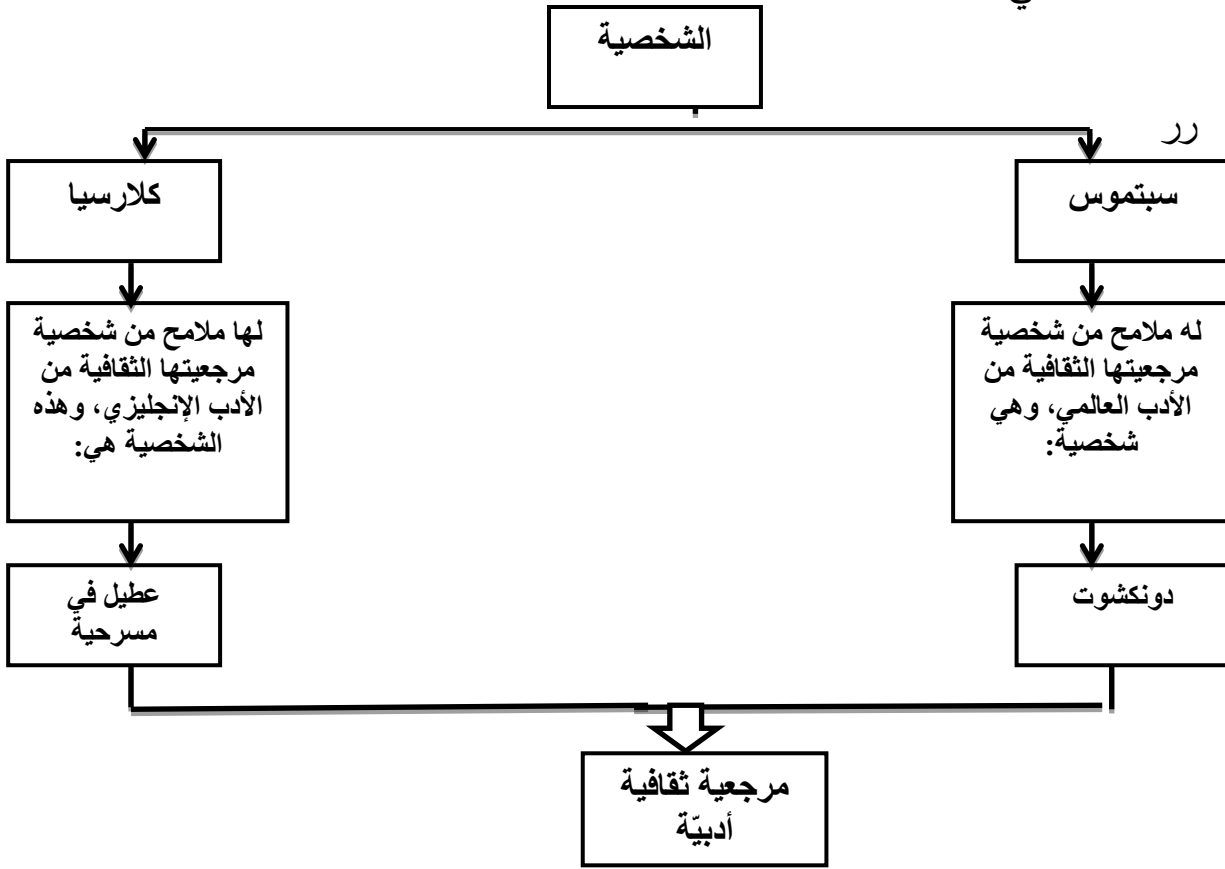 ي
الشخصية
رر
سبتموس
كلارسيا
له ملامح من شخصية
مرجعيتها الثقافية من
الأدب العالمي، وهي
شخصية:
لها ملامح من شخصية
مرجعيتها الثقافية من
الأدب الإنجليزي، وهذه
الشخصية هي:
دونكشوت
عطيل في
مسرحية
مرجعية ثقافية
أدبيّة